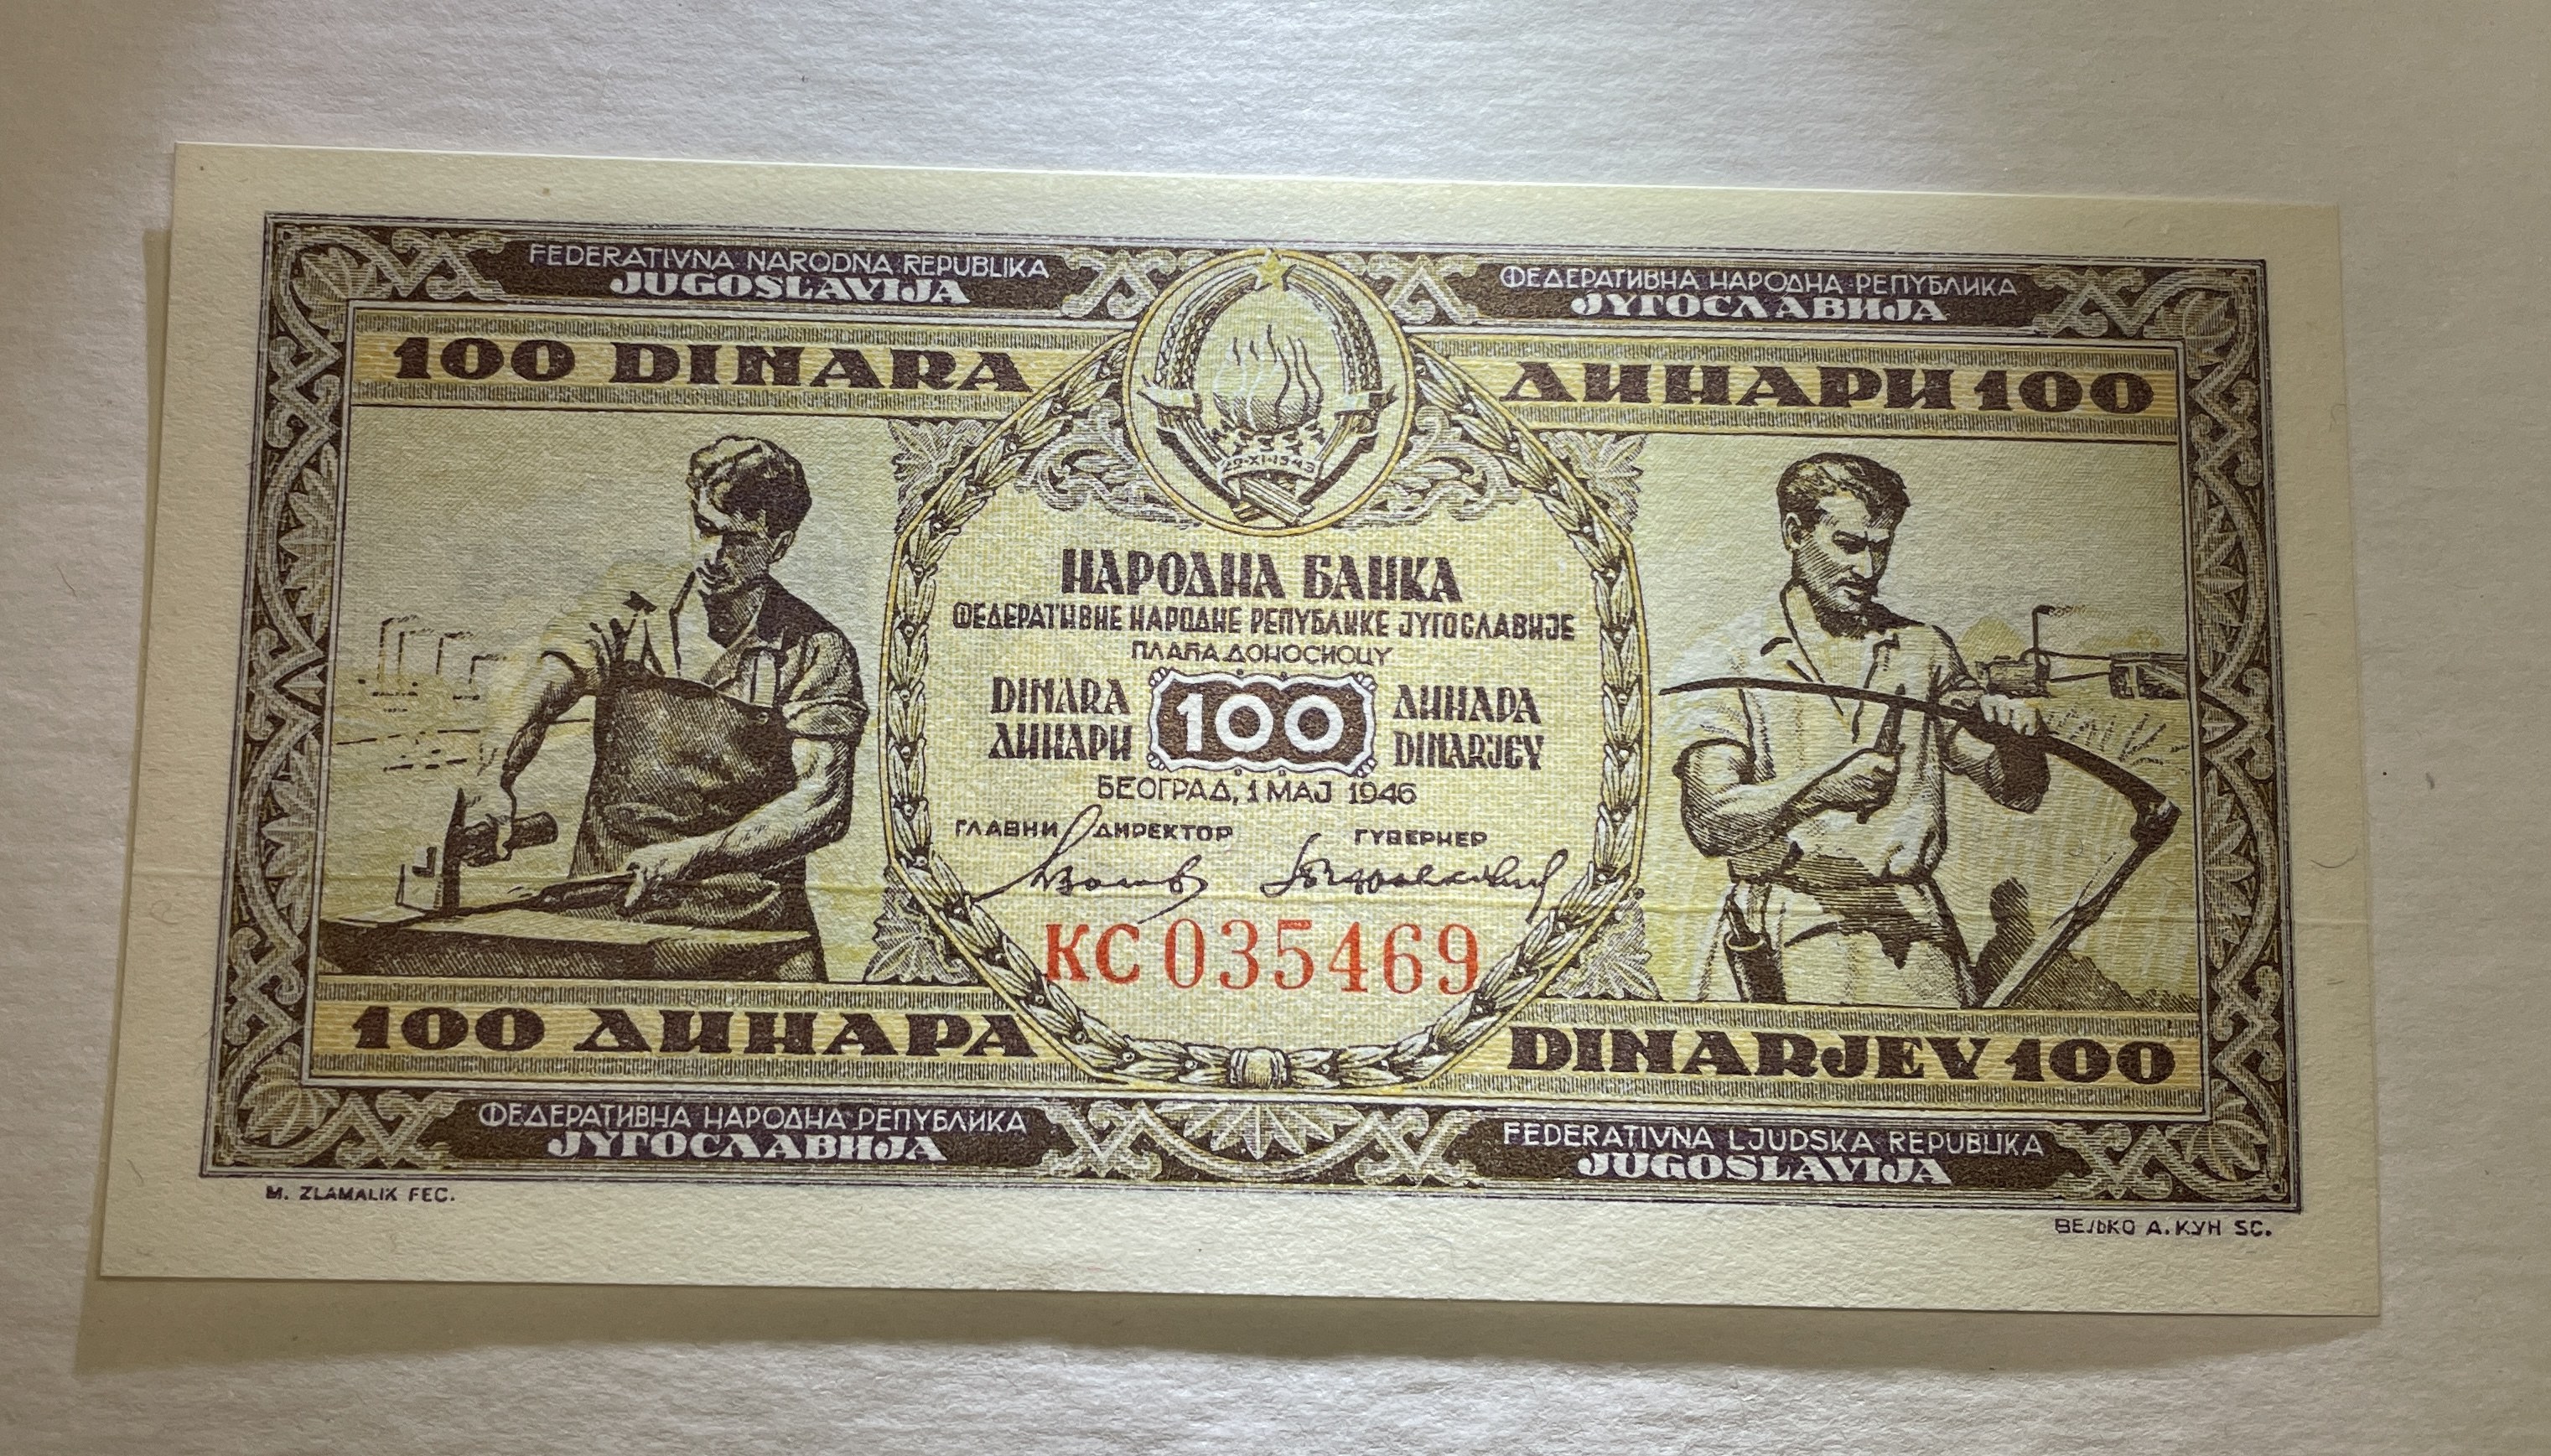 FEDERATIVNA NARODNA REPUBLIKA
JUGOSLAVIJA
ФЕДЕРАТИВНА НАРОДНА РЕПУБЛИКА
ЈУГОСЛАВИЈА
100 DINARA
ДИНАРИ 100
29·XI·1943
НАРОДНА БАНКА
ФЕДЕРАТИВНЕ НАРОДНЕ РЕПУБЛИКЕ ЈУГОСЛАВИЈЕ
ПЛАЋА ДОНОСИОЦУ
DINARA 100 ДИНАРА
ДИНАРИ DINARJEV
БЕОГРАД, 1 МАЈ 1946
ГЛАВНИ ДИРЕКТОР ГУВЕРНЕР
КС 035469
100 ДИНАРА
DINARJEV 100
ФЕДЕРАТИВНА НАРОДНА РЕПУБЛИКА
ЈУГОСЛАВИЈА
FEDERATIVNA LJUDSKA REPUBLIKA
JUGOSLAVIJA
M. ZLAMALIK FEC.
ВЕЉКО А. КУН SC.